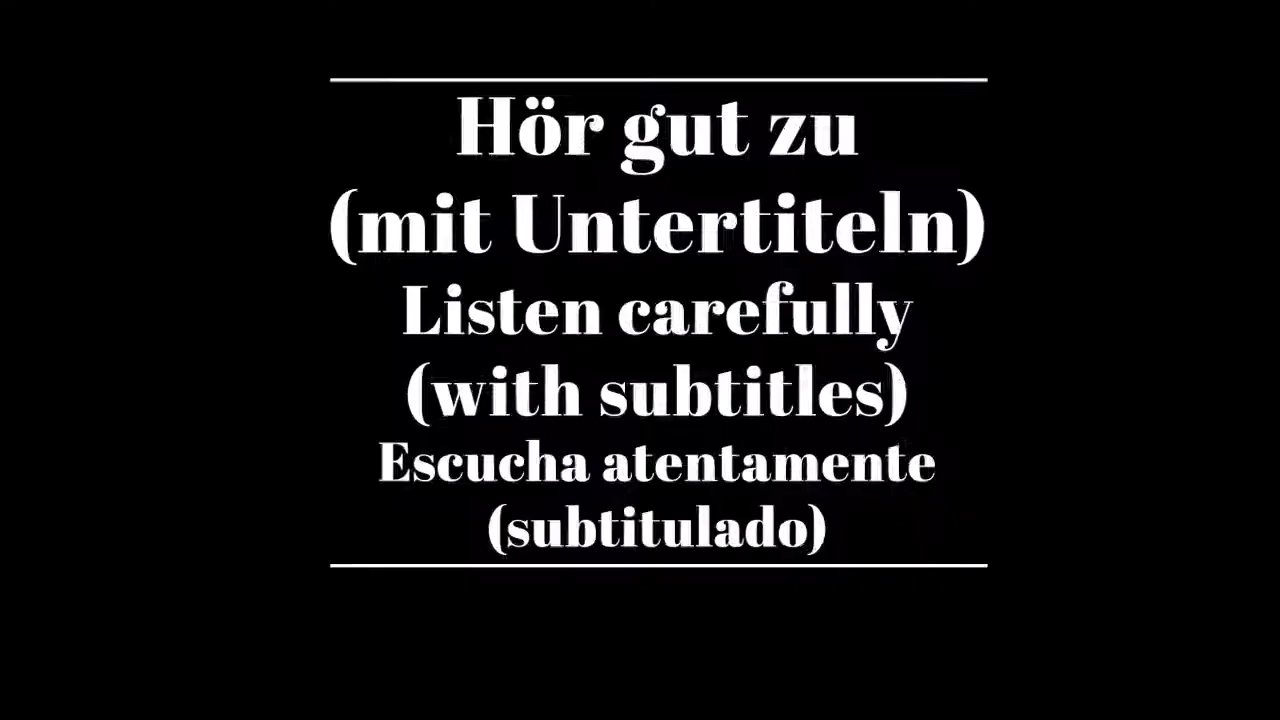 Hör gut zu
(mit Untertiteln)
Listen carefully
(with subtitles)
Escucha atentamente
(subtitulado)